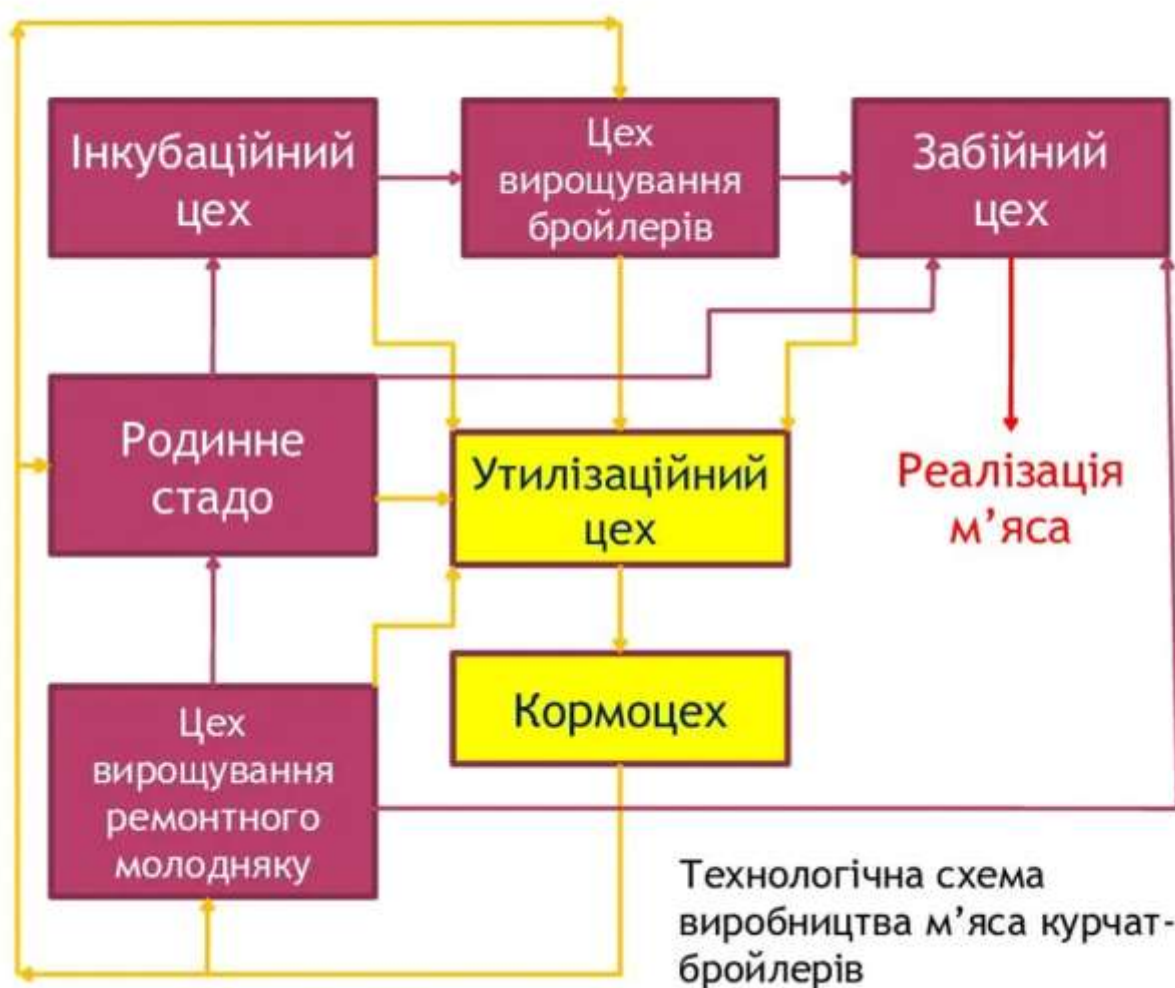 Інкубаційний
цех
Цех
вирощування
бройлерів
Забійний
цех
Родинне
стадо
Утилізаційний
цех
Реалізація
м’яса
Цех
вирощування
ремонтного
молодняку
Кормоцех
Технологічна схема
виробництва м’яса курчат-
бройлерів